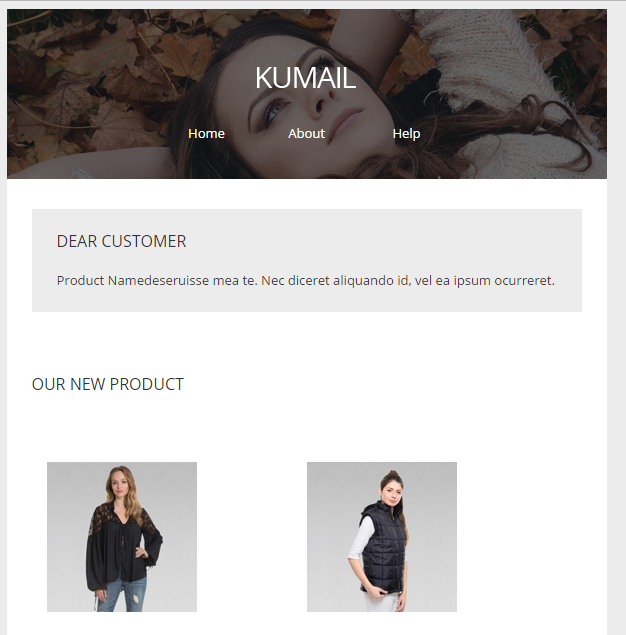 KUMAIL
Home About Help
DEAR CUSTOMER
Product Namedeseruisse mea te. Nec diceret aliquando id, vel ea ipsum ocurreret.
OUR NEW PRODUCT